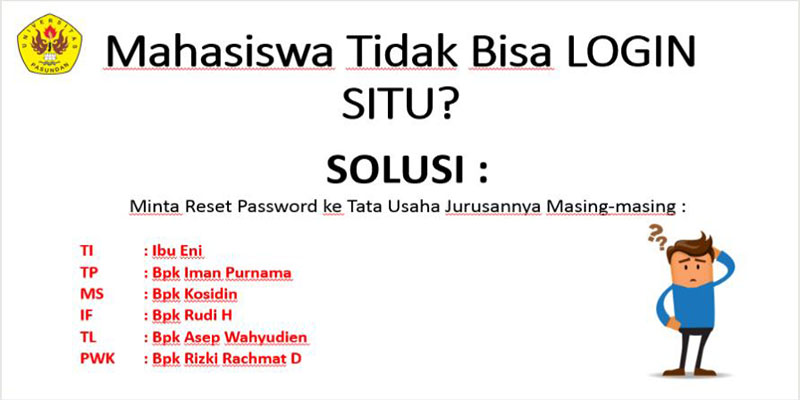 UNIVERSITAS
PASUNDAN
Mahasiswa Tidak Bisa LOGIN
SITU?
SOLUSI :
Minta Reset Password ke Tata Usaha Jurusannya Masing-masing :
TI : Ibu Eni
TP : Bpk Iman Purnama
MS : Bpk Kosidin
IF : Bpk Rudi H
TL : Bpk Asep Wahyudien
PWK : Bpk Rizki Rachmat D
???